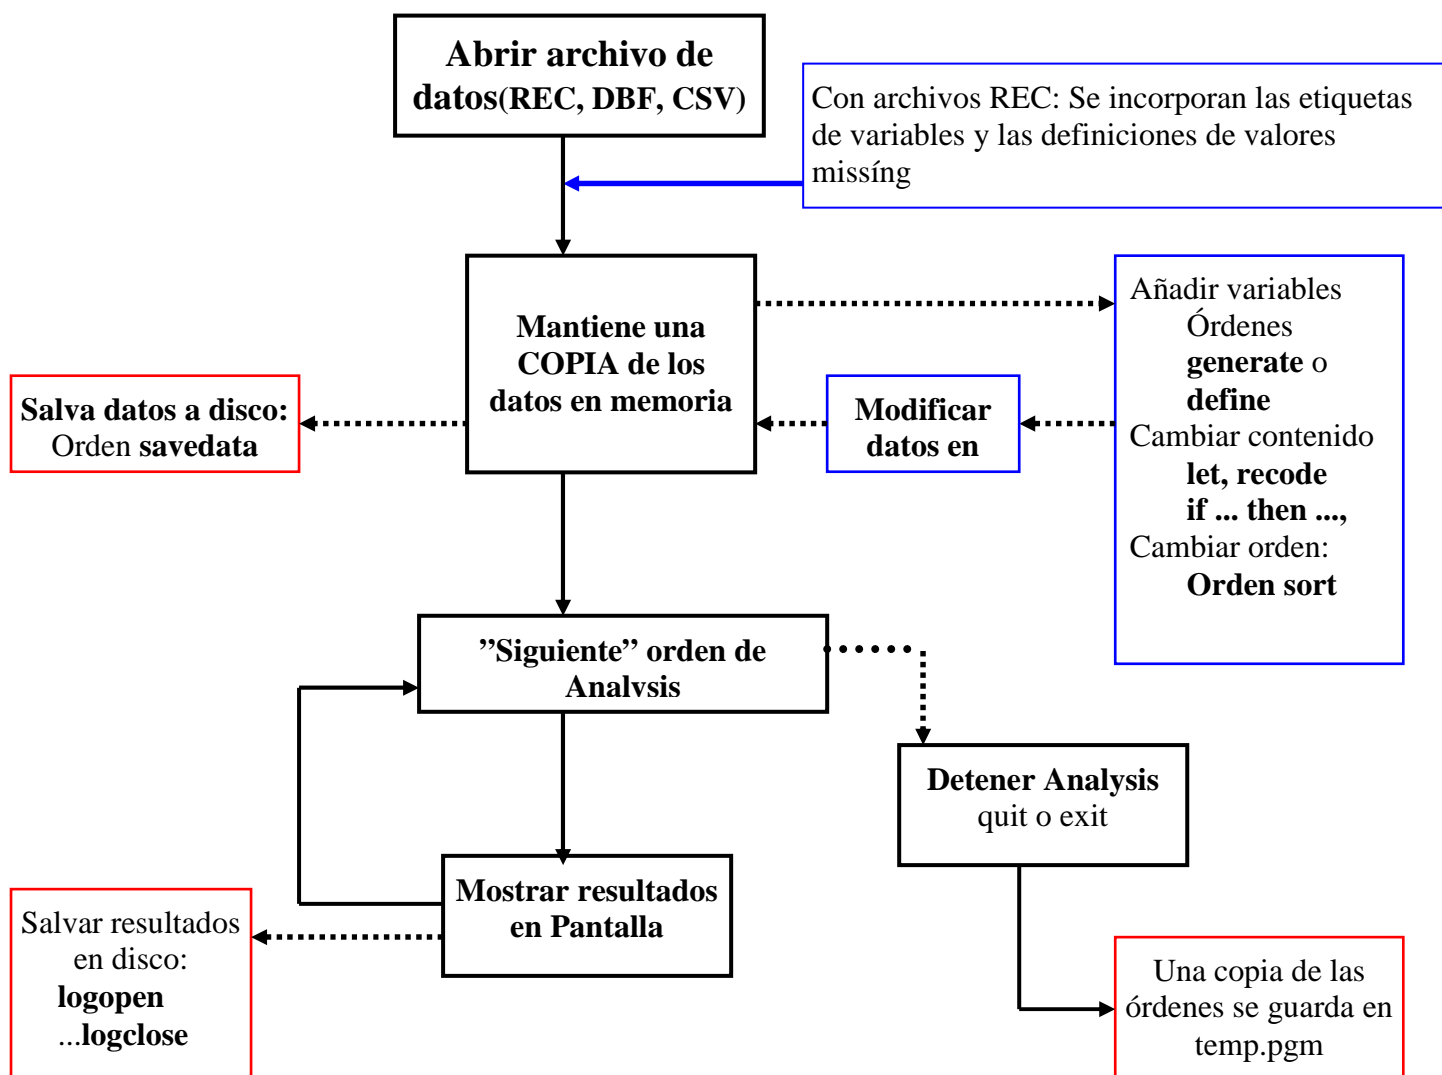 Abrir archivo de
datos(REC, DBF, CSV)
Con archivos REC: Se incorporan las etiquetas
de variables y las definiciones de valores
missíng
Mantiene una
COPIA de los
datos en memoria
Añadir variables
Órdenes
generate o
define
Cambiar contenido
let, recode
if ... then ...,
Cambiar orden:
Orden sort
Modificar
datos en
Salva datos a disco:
Orden savedata
”Siguiente” orden de
Analvsis
Detener Analysis
quit o exit
Mostrar resultados
en Pantalla
Salvar resultados
en disco:
logopen
...logclose
Una copia de las
órdenes se guarda en
temp.pgm